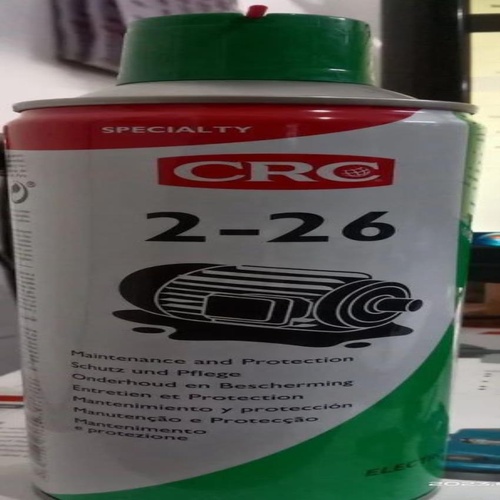 SPECIALTY
CRC
2-26
Maintenance and Protection
Schutz und Pflege
Onderhoud en Bescherming
Entretien et Protection
Mantenimiento y protección
Manutenção e Protecção
Mantenimento
e protezione